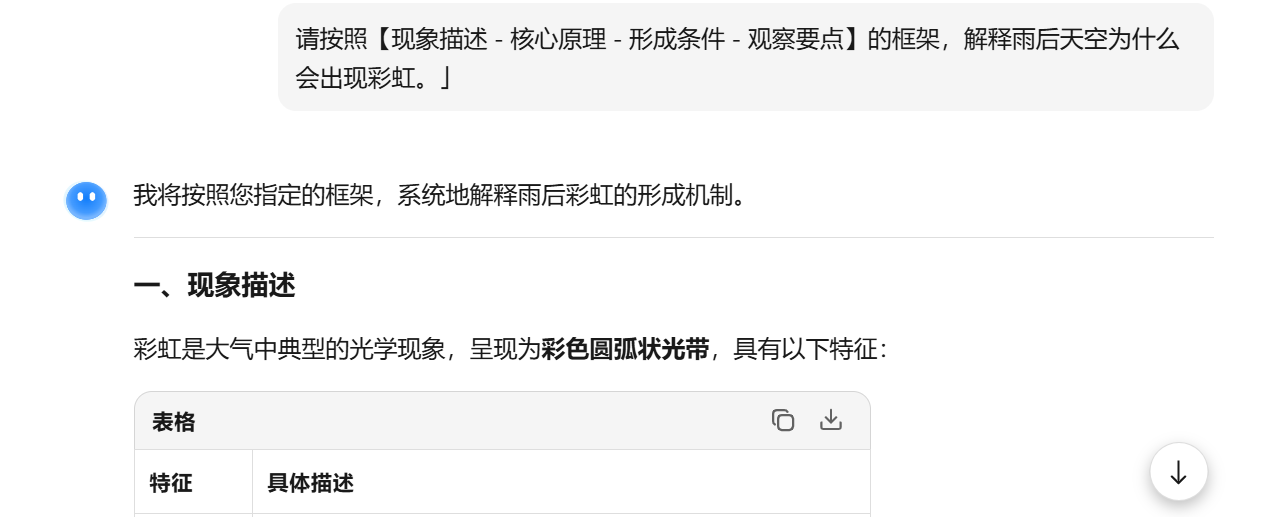 请按照【现象描述 - 核心原理 - 形成条件 - 观察要点】的框架，解释雨后天空为什么
会出现彩虹。」
我将按照您指定的框架，系统地解释雨后彩虹的形成机制。
一、现象描述
彩虹是大气中典型的光学现象，呈现为彩色圆弧状光带，具有以下特征：
表格
特征 具体描述